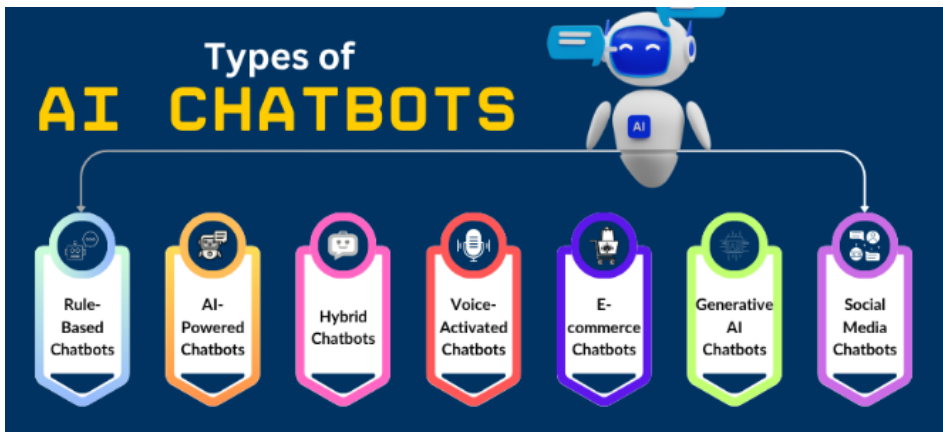 Types of
AI CHATBOTS
AI
Rule-
Based
Chatbots
AI-
Powered
Chatbots
Hybrid
Chatbots
Voice-
Activated
Chatbots
E-
commerce
Chatbots
Generative
AI
Chatbots
Social
Media
Chatbots